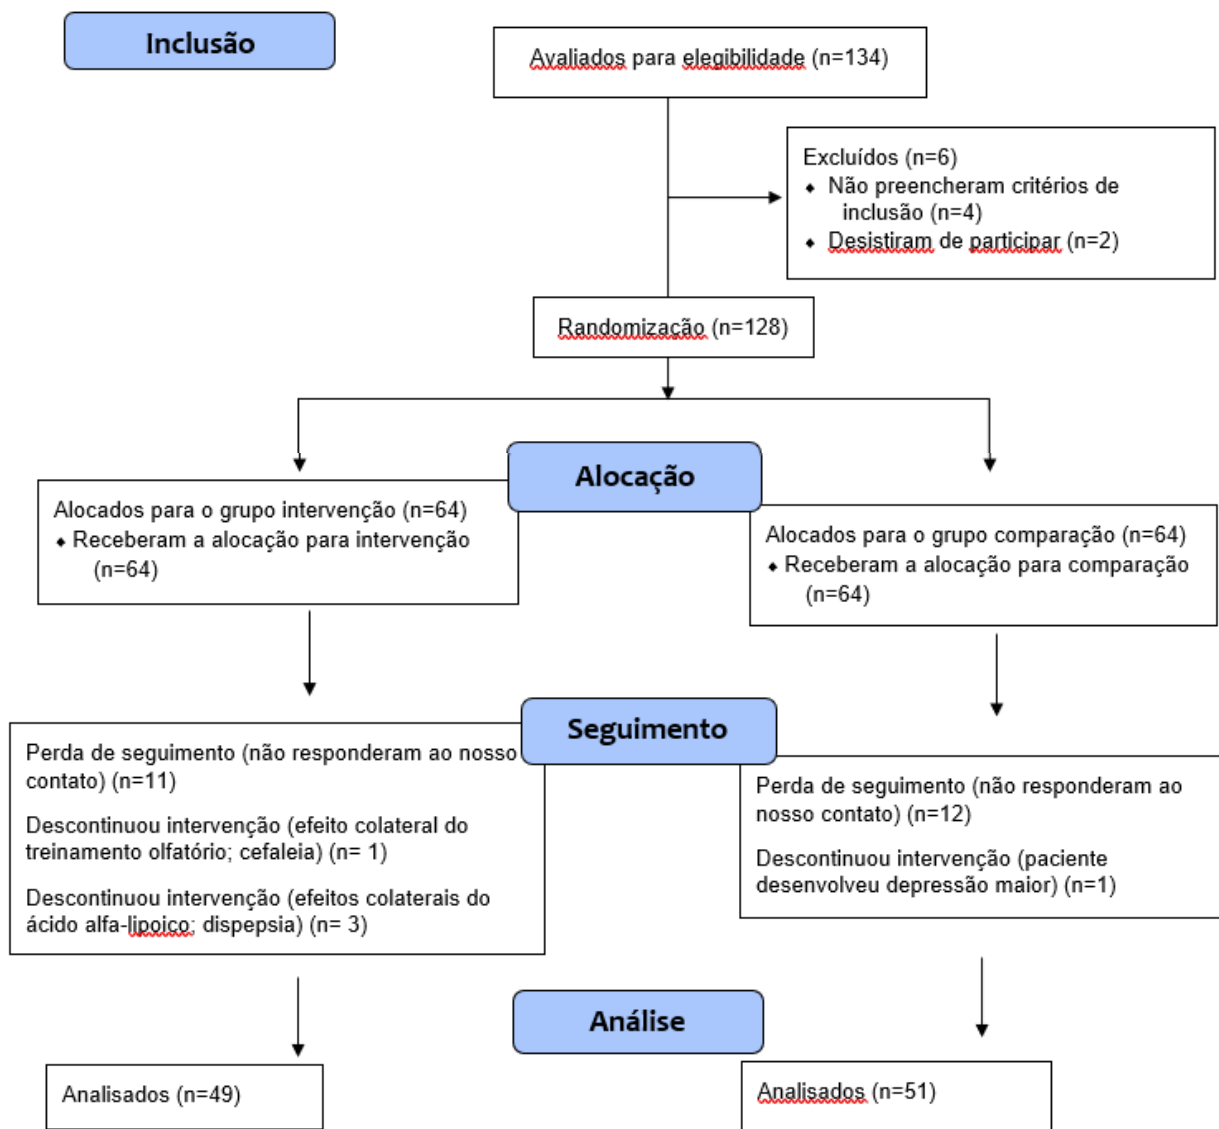 Inclusão
Avaliados para elegibilidade (n=134)
Excluídos (n=6)
♦ Não preencheram critérios de
inclusão (n=4)
♦ Desistiram de participar (n=2)
Randomização (n=128)
Alocação
Alocados para o grupo intervenção (n=64)
♦ Receberam a alocação para intervenção
(n=64)
Alocados para o grupo comparação (n=64)
♦ Receberam a alocação para comparação
(n=64)
Seguimento
Perda de seguimento (não responderam ao nosso
contato) (n=11)
Descontinuou intervenção (efeito colateral do
treinamento olfatório; cefaleia) (n= 1)
Descontinuou intervenção (efeitos colaterais do
ácido alfa-lipoico; dispepsia) (n= 3)
Perda de seguimento (não responderam ao
nosso contato) (n=12)
Descontinuou intervenção (paciente
desenvolveu depressão maior) (n=1)
Análise
Analisados (n=49)
Analisados (n=51)